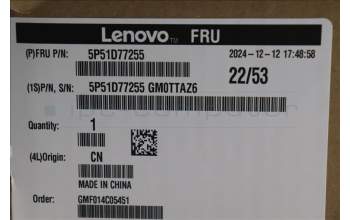 Lenovo™ FRU
(P)FRU P/N: 5P51D77255 2024-12-12 17:48:58
22/53
(1S)P/N, S/N: 5P51D77255 GM0TTAZ6
Quantity: 1
(4L)Origin: CN
MADE IN CHINA
Order: GMF014C05451